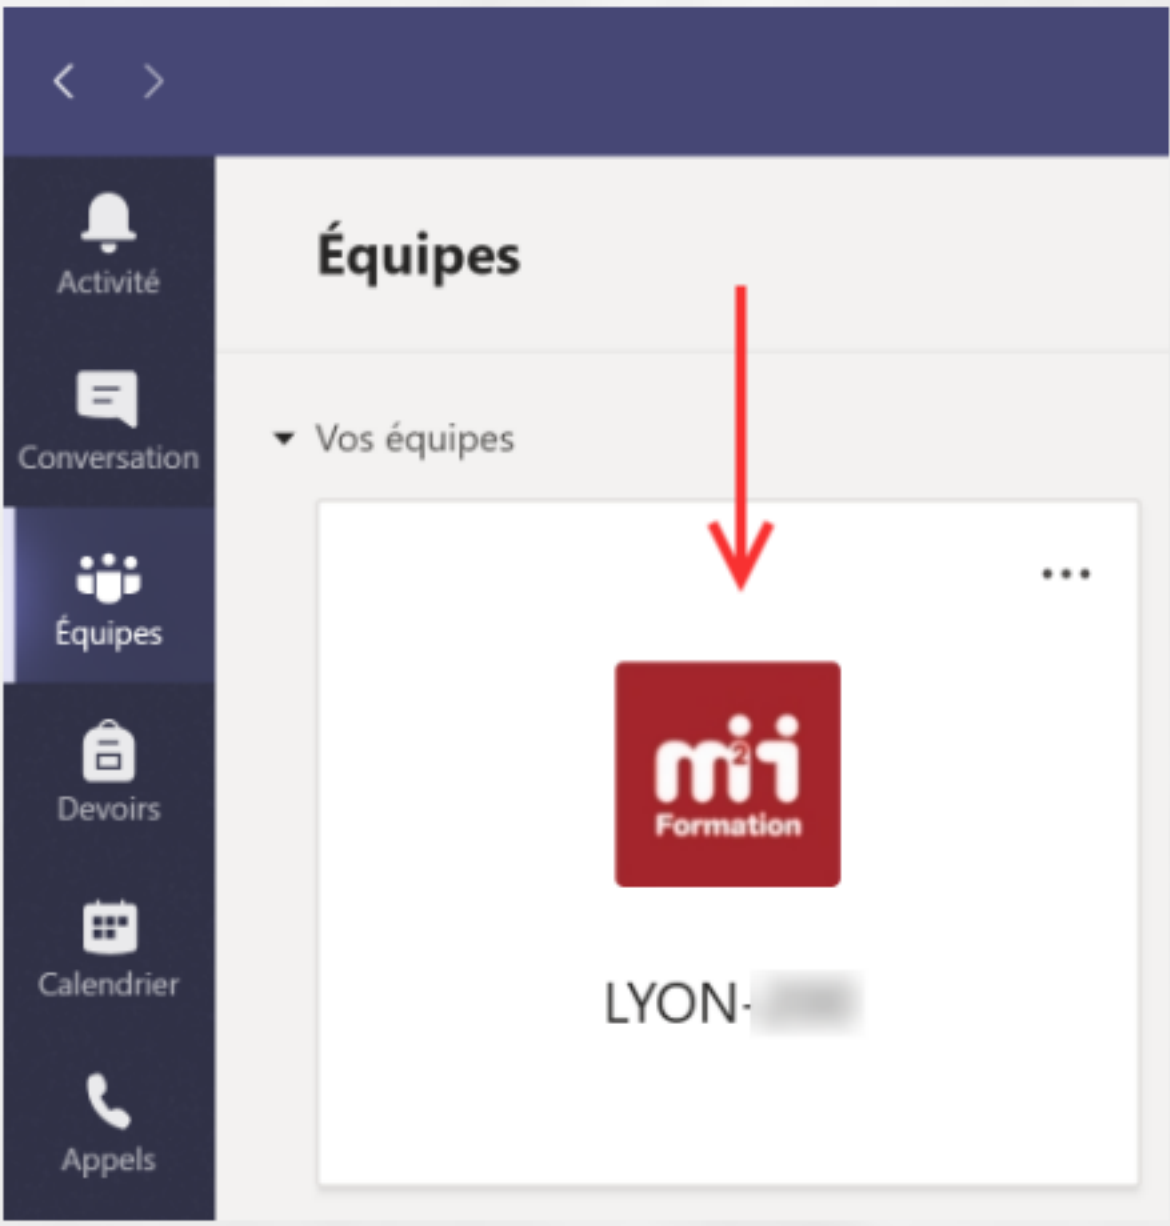 Activité
Conversation
Équipes
Devoirs
Calendrier
Appels
Équipes
Vos équipes
m2i
Formation
LYON-